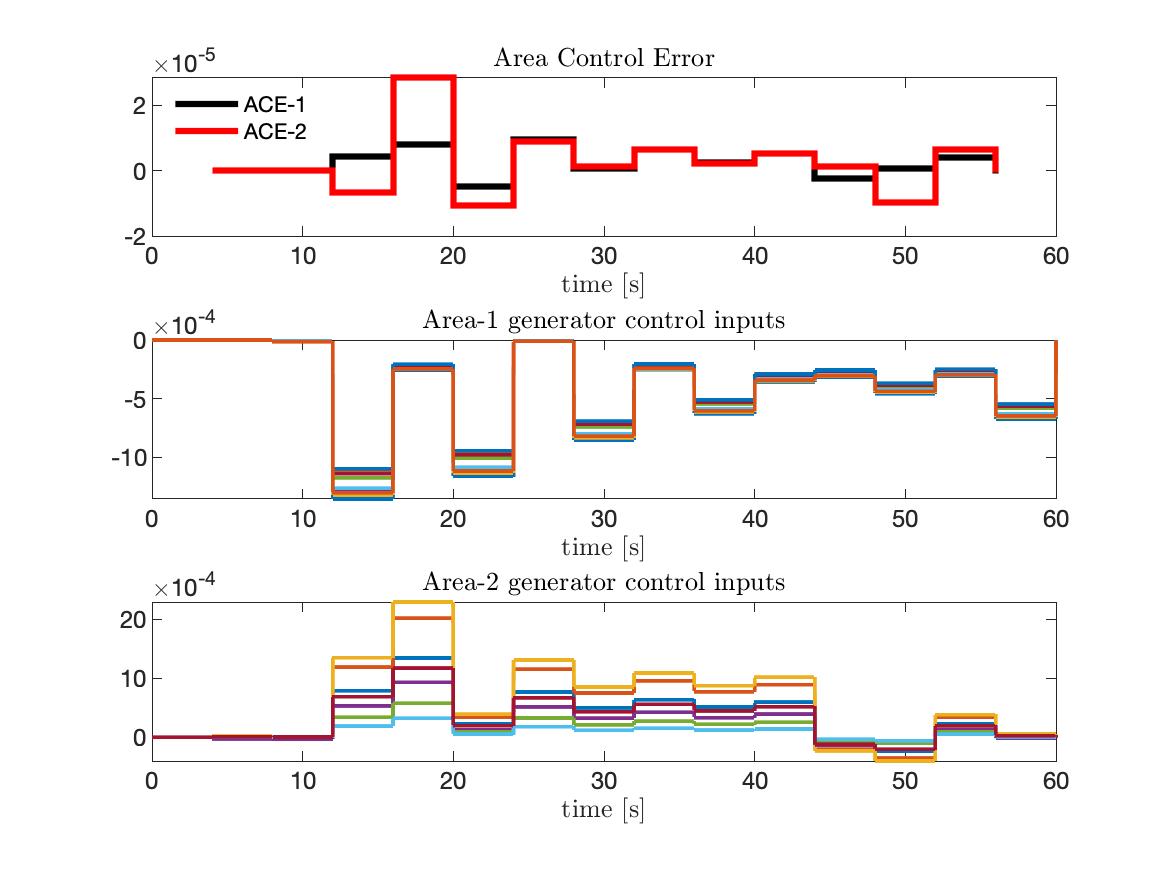 Area Control Error
×10-5
2
0
-2
ACE-1
ACE-2
0 10 20 30 40 50 60
time [s]
Area-1 generator control inputs
×10-4
0
-5
-10
0 10 20 30 40 50 60
time [s]
Area-2 generator control inputs
×10-4
20
10
0
0 10 20 30 40 50 60
time [s]